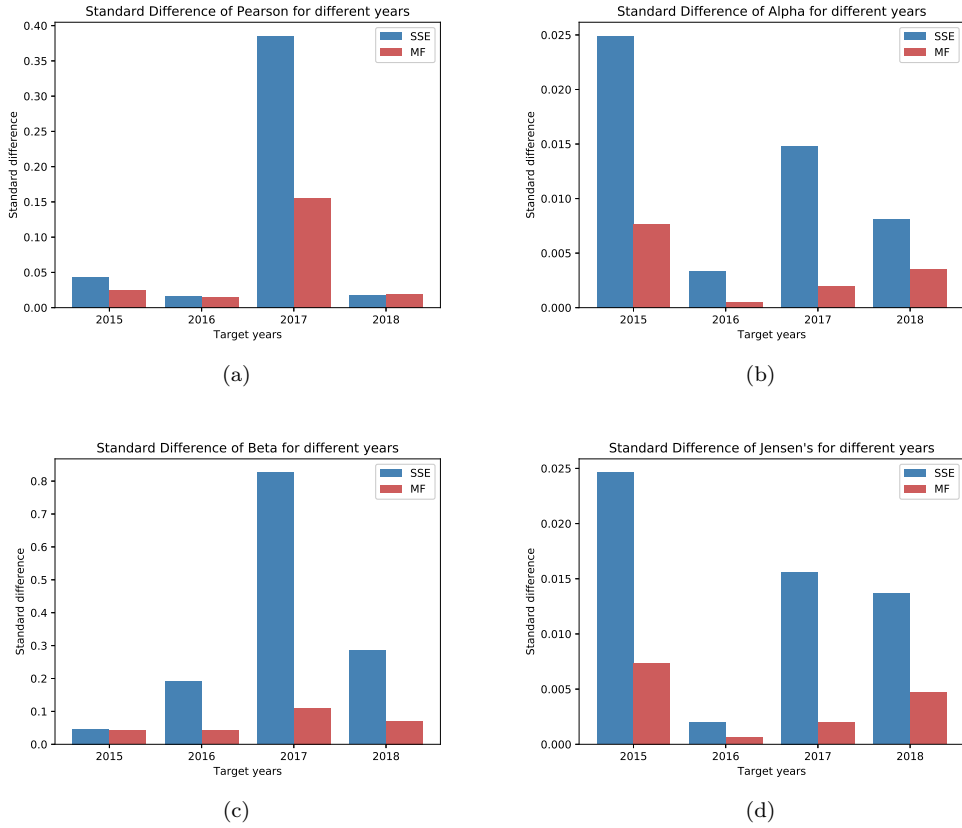 Standard Difference of Pearson for different years
0.40
0.35
0.30
0.25
0.20
0.15
0.10
0.05
0.00
Standard difference
SSE
MF
2015 2016 2017 2018
Target years
(a)
Standard Difference of Alpha for different years
0.025
0.020
0.015
0.010
0.005
0.000
Standard difference
SSE
MF
2015 2016 2017 2018
Target years
(b)
Standard Difference of Beta for different years
0.8
0.7
0.6
0.5
0.4
0.3
0.2
0.1
0.0
Standard difference
SSE
MF
2015 2016 2017 2018
Target years
(c)
Standard Difference of Jensen's for different years
0.025
0.020
0.015
0.010
0.005
0.000
Standard difference
SSE
MF
2015 2016 2017 2018
Target years
(d)